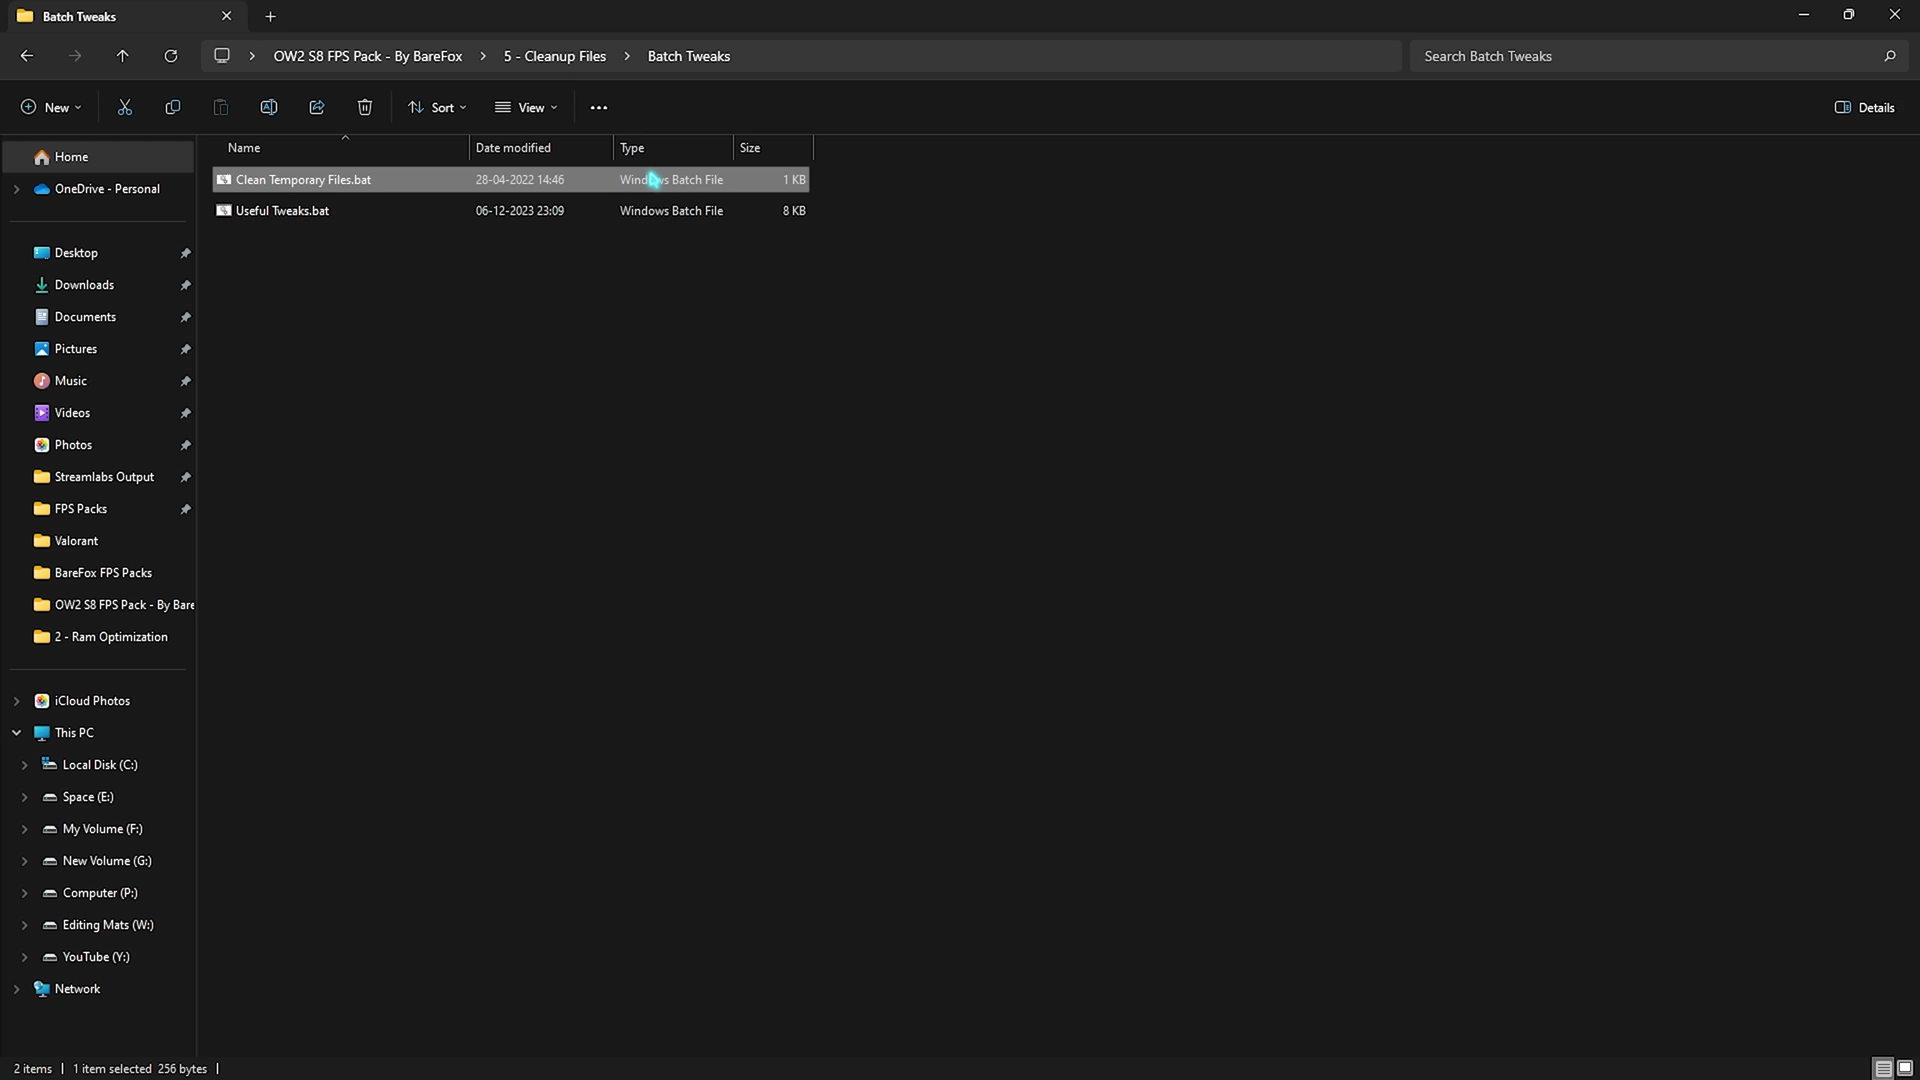 Batch Tweaks
OW2 S8 FPS Pack - By BareFox > 5 - Cleanup Files > Batch Tweaks
Search Batch Tweaks
New
Sort
View
Details
Name
Date modified
Type
Size
Clean Temporary Files.bat 28-04-2022 14:46 Windows Batch File 1 KB
Useful Tweaks.bat 06-12-2023 23:09 Windows Batch File 8 KB
Home
OneDrive - Personal
Desktop
Downloads
Documents
Pictures
Music
Videos
Photos
Streamlabs Output
FPS Packs
Valorant
BareFox FPS Packs
OW2 S8 FPS Pack - By Bare
2 - Ram Optimization
iCloud Photos
This PC
Local Disk (C:)
Space (E:)
My Volume (F:)
New Volume (G:)
Computer (P:)
Editing Mats (W:)
YouTube (Y:)
Network
2 items | 1 item selected 256 bytes |